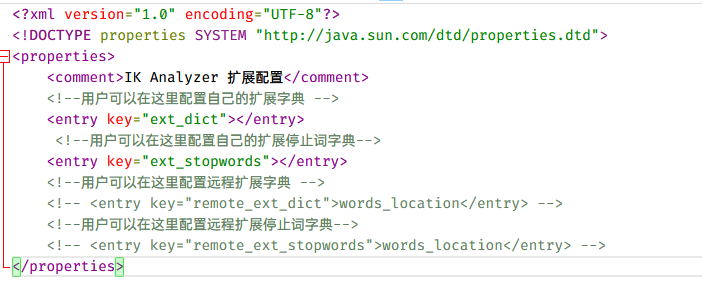 <?xml version="1.0" encoding="UTF-8"?>
<!DOCTYPE properties SYSTEM "http://java.sun.com/dtd/properties.dtd">
<properties>
    <comment>IK Analyzer 扩展配置</comment>
    <!--用户可以在这里配置自己的扩展字典 -->
    <entry key="ext_dict"></entry>
     <!--用户可以在这里配置自己的扩展停止词字典-->
    <entry key="ext_stopwords"></entry>
    <!--用户可以在这里配置远程扩展字典 -->
    <!-- <entry key="remote_ext_dict">words_location</entry> -->
    <!--用户可以在这里配置远程扩展停止词字典-->
    <!-- <entry key="remote_ext_stopwords">words_location</entry> -->
</properties>